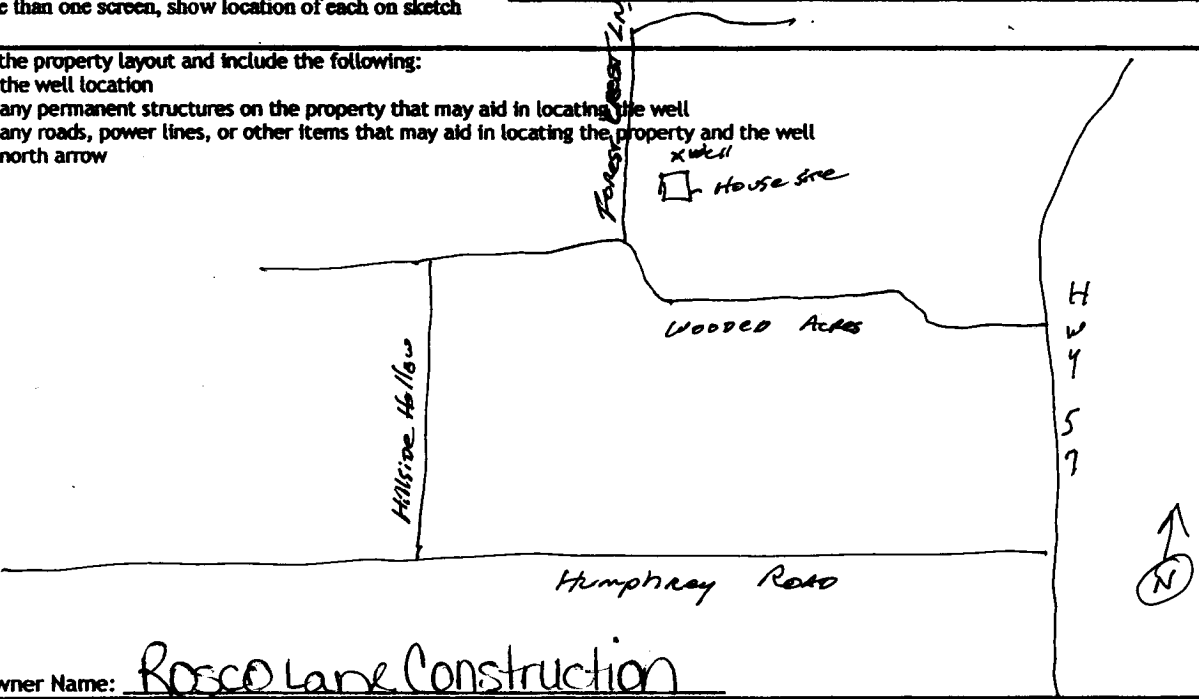 e than one screen, show location of each on sketch
the property layout and include the following:
the well location
any permanent structures on the property that may aid in locating the well
any roads, power lines, or other items that may aid in locating the property and the well
north arrow
Forest Crest LN
x well
House site
Wooded Acres
HWY 57
Hillside Hollow
Humphrey Road
N
wner Name: Rosco Lane Construction